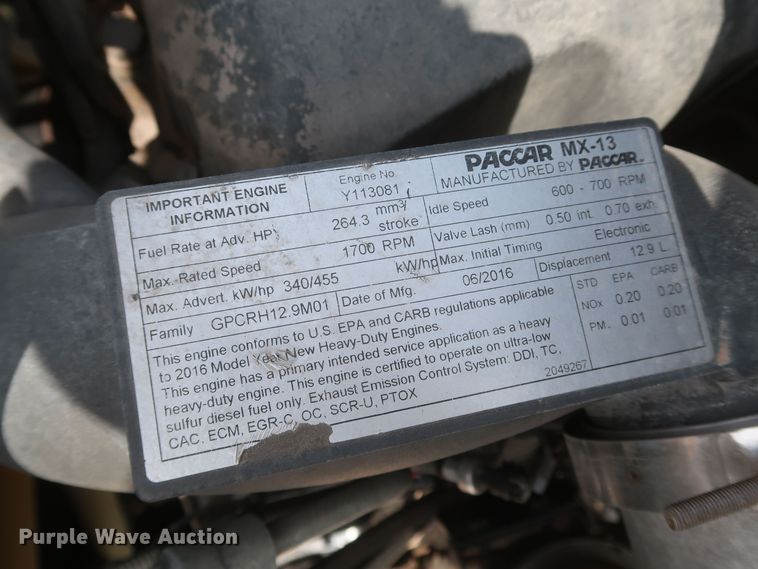 IMPORTANT ENGINE INFORMATION
Engine No.
Y113081
PACCAR MX-13
MANUFACTURED BY PACCAR
Fuel Rate at Adv. HP 264.3 mm3/ stroke
Idle Speed 600 - 700 RPM
Max. Rated Speed 1700 RPM
Valve Lash (mm) 0.50 int. 0.70 exh.
Max. Advert. kW/hp 340/455 kW/hp
Max. Initial Timing Electronic
Family GPCRH12.9M01
Date of Mfg. 06/2016
Displacement 12.9 L
This engine conforms to U.S. EPA and CARB regulations applicable
to 2016 Model Year New Heavy-Duty Engines.
This engine has a primary intended service application as a heavy
heavy-duty engine. This engine is certified to operate on ultra-low
sulfur diesel fuel only. Exhaust Emission Control System: DDI, TC,
CAC, ECM, EGR-C, OC, SCR-U, PTOX
STD EPA CARB
NOx 0.20 0.20
PM. 0.01 0.01
2049267
Purple Wave Auction